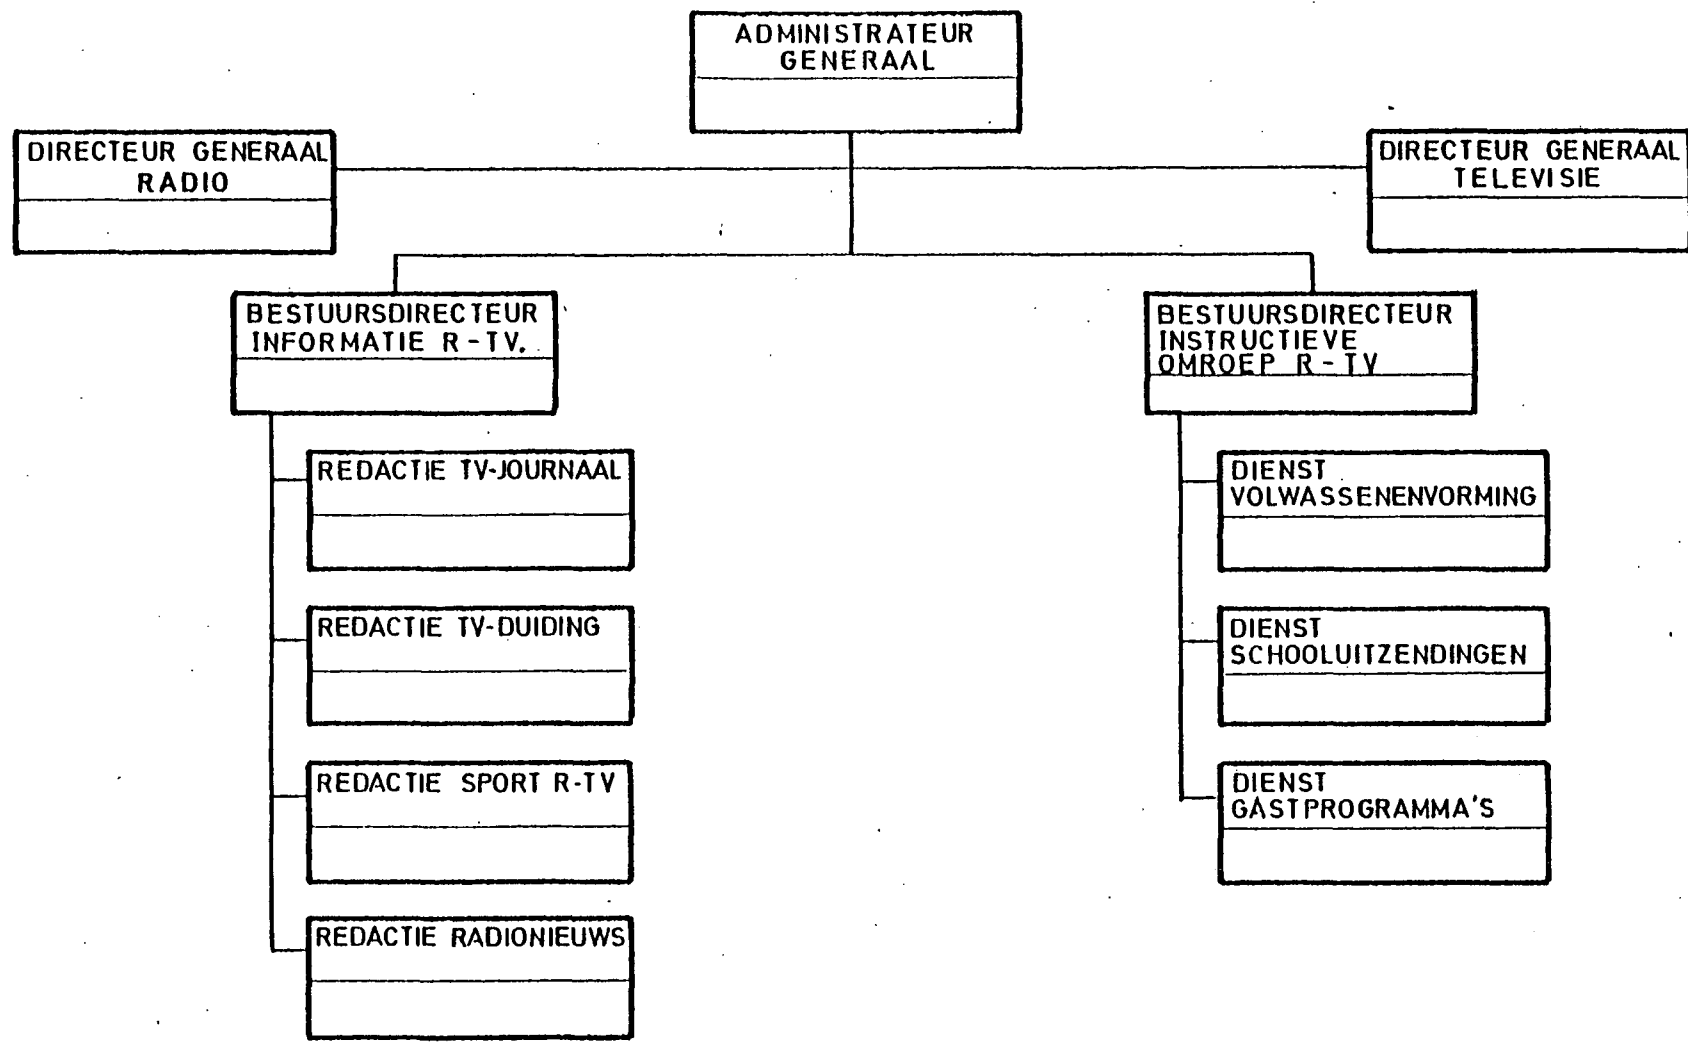 ADMINISTRATEUR
GENERAAL
DIRECTEUR GENERAAL
RADIO
DIRECTEUR GENERAAL
TELEVISIE
BESTUURSDIRECTEUR
INFORMATIE R-TV.
REDACTIE TV-JOURNAAL
REDACTIE TV-DUIDING
REDACTIE SPORT R-TV
REDACTIE RADIONIEUWS
BESTUURSDIRECTEUR
INSTRUCTIEVE
OMROEP R-TV
DIENST
VOLWASSENENVORMING
DIENST
SCHOOLUITZENDINGEN
DIENST
GASTPROGRAMMA'S